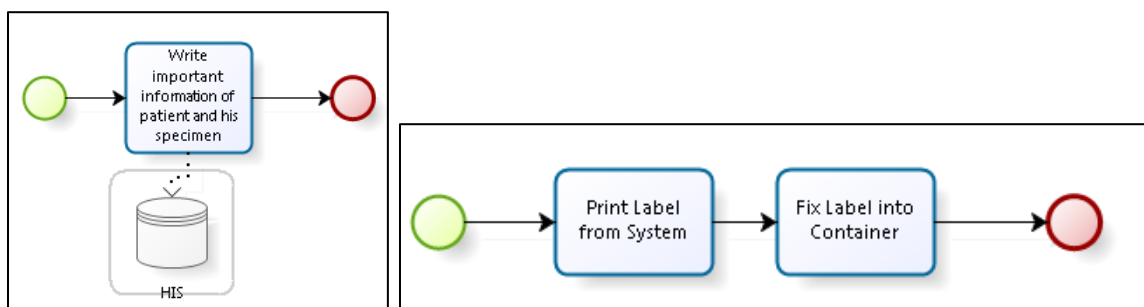 Write
important
information of
patient and his
specimen
HIS
Print Label
from System
Fix Label into
Container